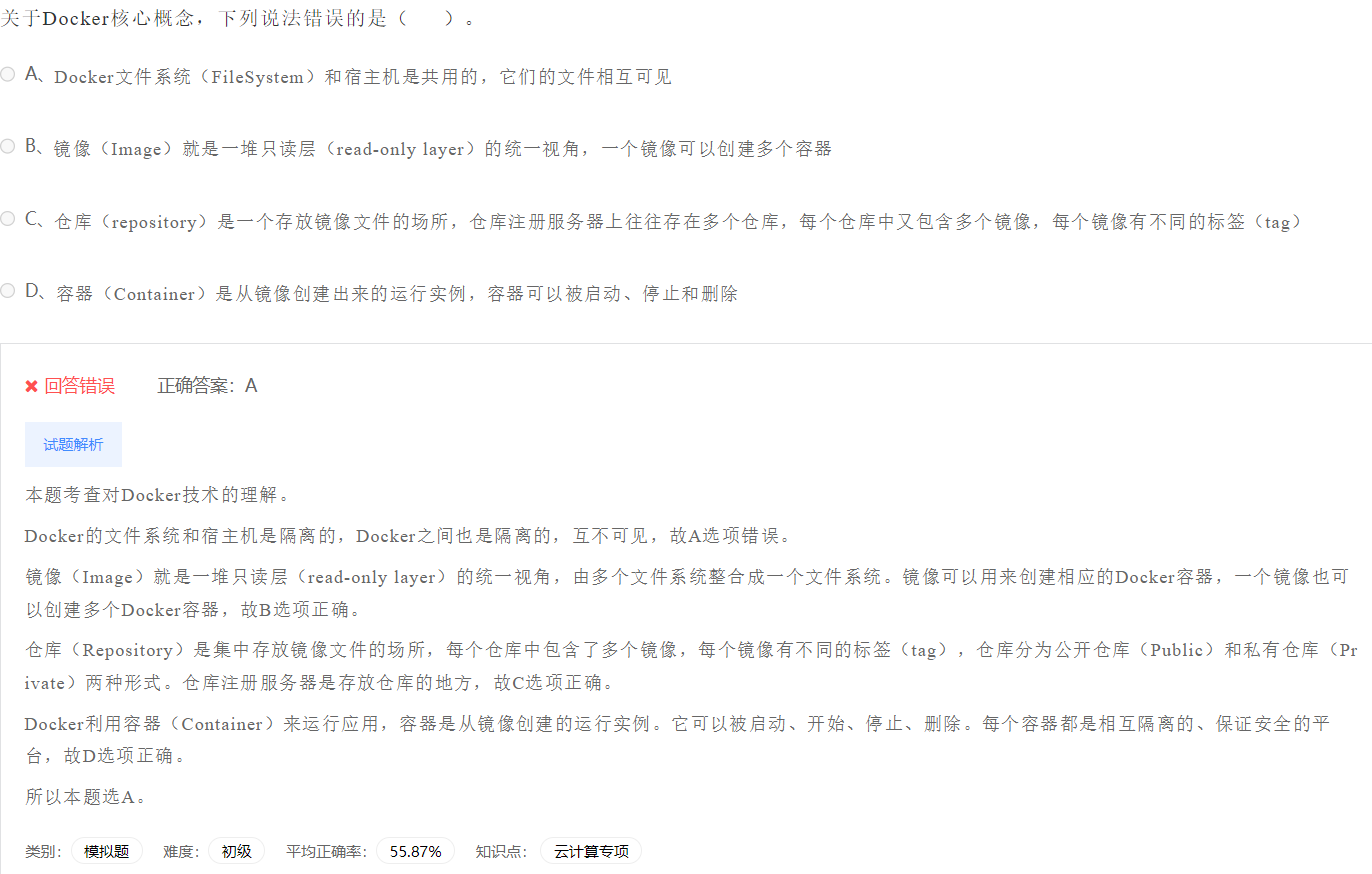 关于Docker核心概念，下列说法错误的是（　　）。
A、Docker文件系统（FileSystem）和宿主机是共用的，它们的文件相互可见
B、镜像（Image）就是一堆只读层（read-only layer）的统一视角，一个镜像可以创建多个容器
C、仓库（repository）是一个存放镜像文件的场所，仓库注册服务器上往往存在多个仓库，每个仓库中又包含多个镜像，每个镜像有不同的标签（tag）
D、容器（Container）是从镜像创建出来的运行实例，容器可以被启动、停止和删除
回答错误 正确答案：A
试题解析
本题考查对Docker技术的理解。
Docker的文件系统和宿主机是隔离的，Docker之间也是隔离的，互不可见，故A选项错误。
镜像（Image）就是一堆只读层（read-only layer）的统一视角，由多个文件系统整合成一个文件系统。镜像可以用来创建相应的Docker容器，一个镜像也可
以创建多个Docker容器，故B选项正确。
仓库（Repository）是集中存放镜像文件的场所，每个仓库中包含了多个镜像，每个镜像有不同的标签（tag），仓库分为公开仓库（Public）和私有仓库（Pr
ivate）两种形式。仓库注册服务器是存放仓库的地方，故C选项正确。
Docker利用容器（Container）来运行应用，容器是从镜像创建的运行实例。它可以被启动、开始、停止、删除。每个容器都是相互隔离的、保证安全的平
台，故D选项正确。
所以本题选A。
类别： 模拟题 难度： 初级 平均正确率： 55.87% 知识点： 云计算专项